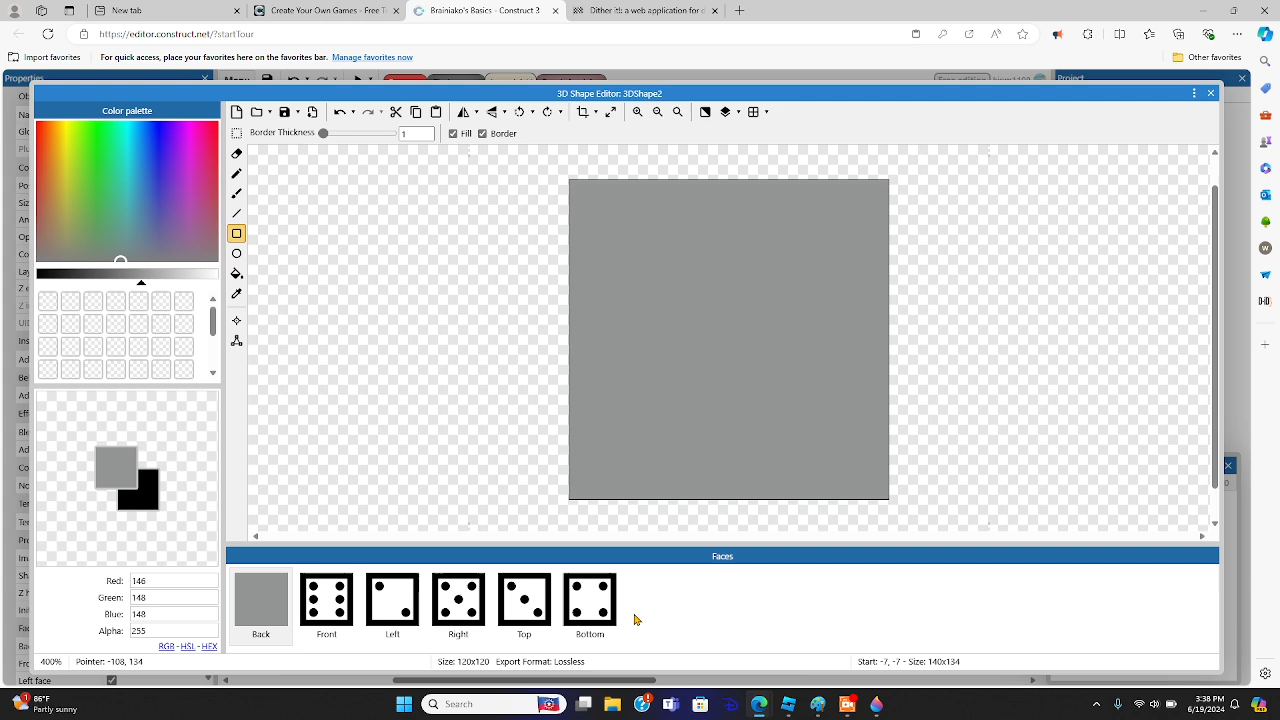 New tab
Create Your Own Games - Free T
Brainiako's Basics - Construct 3
Dither it!: a web application for d
https://editor.construct.net/?startTour
Import favorites
For quick access, place your favorites here on the favorites bar. Manage favorites now
Other favorites
Properties
Menu
Free edition
Project
3D Shape Editor: 3DShape2
Color palette
Border Thickness
1
Fill
Border
Faces
Back
Front
Left
Right
Top
Bottom
Red: 146
Green: 148
Blue: 148
Alpha: 255
RGB - HSL - HEX
400%
Pointer: -108, 134
Size: 120x120 Export Format: Lossless
Start: -7, -7 - Size: 140x134
Left face
86°F
Partly sunny
Search
3:38 PM
6/19/2024